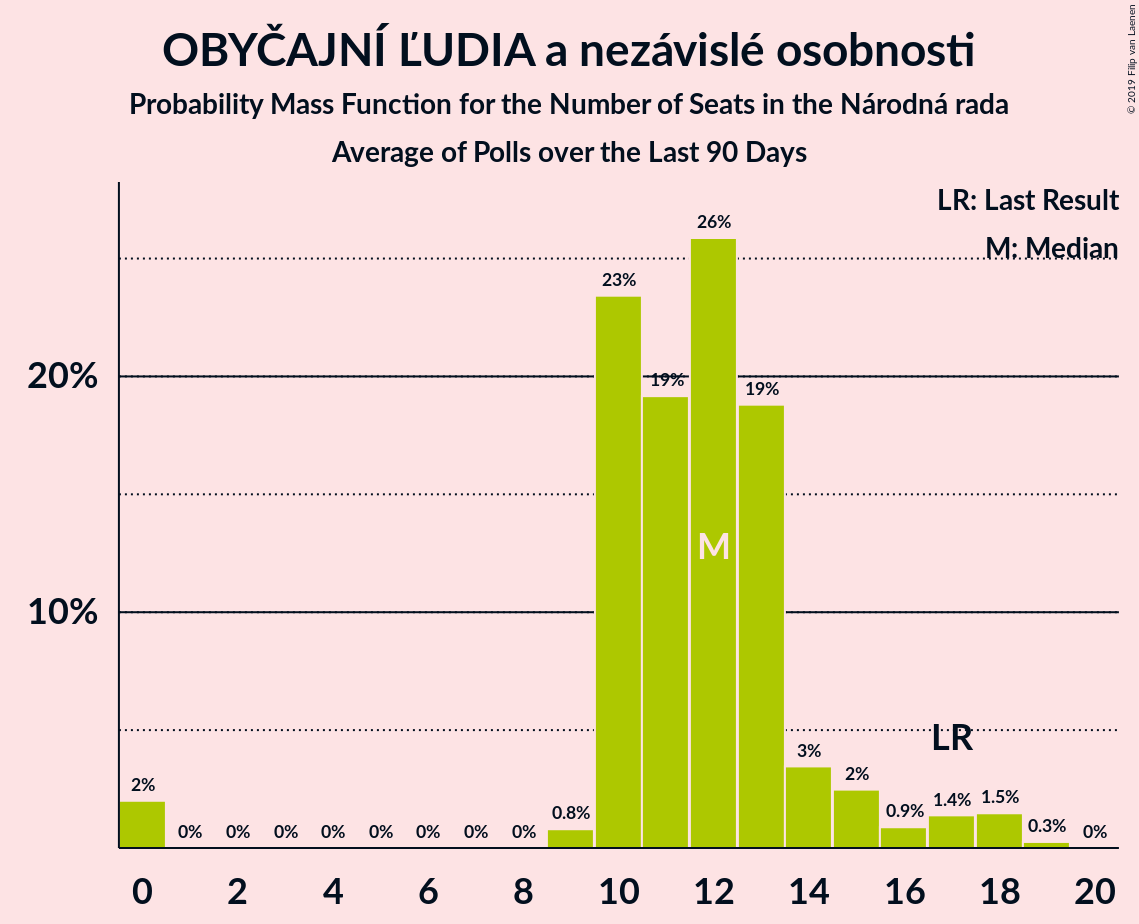 OBYČAJNÍ ĽUDIA a nezávislé osobnosti
Probability Mass Function for the Number of Seats in the Národná rada
Average of Polls over the Last 90 Days
© 2019 Filip van Laenen
LR: Last Result
M: Median
26%
23%
20%
19%
19%
M
10%
LR
3%
2%
2%
1.5%
1.4%
0.9%
0.8%
0.3%
0% 0% 0% 0% 0% 0% 0% 0% 0%
0 2 4 6 8 10 12 14 16 18 20